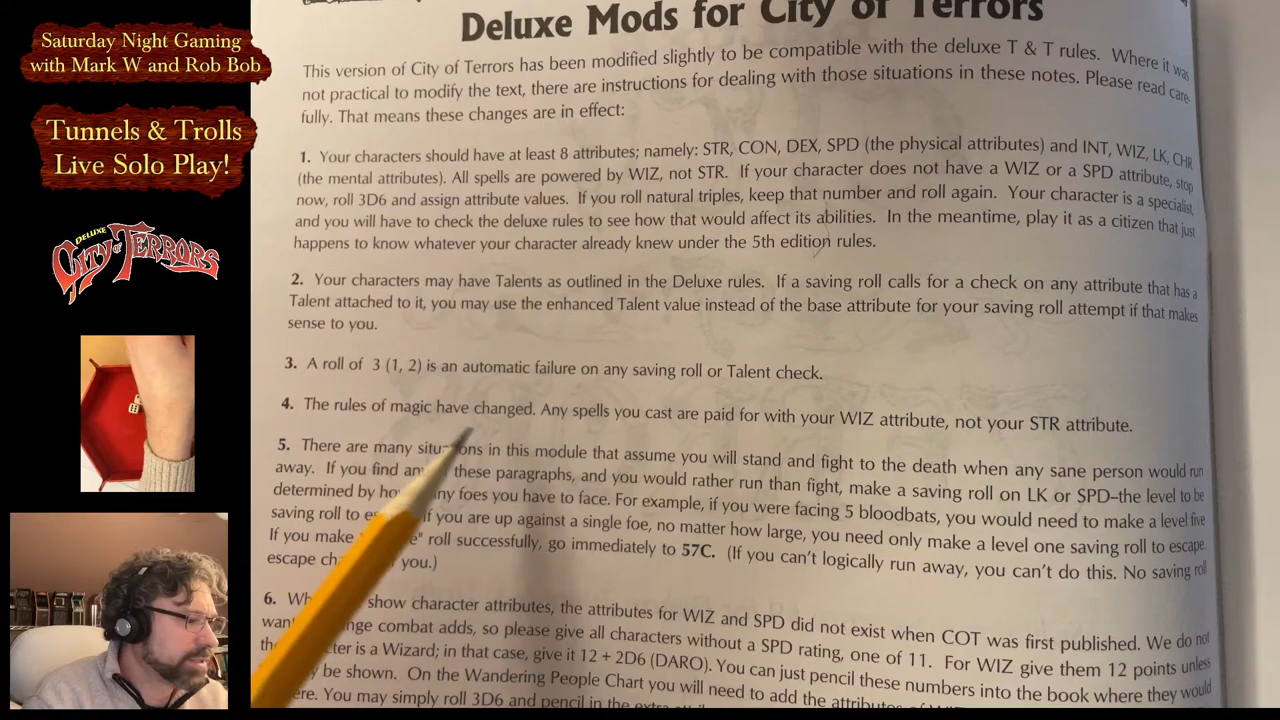 Saturday Night Gaming
with Mark W and Rob Bob
Tunnels & Trolls
Live Solo Play!
DELUXE
CITY OF TERRORS
Deluxe Mods for City of Terrors
This version of City of Terrors has been modified slightly to be compatible with the deluxe T & T rules. Where it was
not practical to modify the text, there are instructions for dealing with those situations in these notes. Please read care-
fully. That means these changes are in effect:
1. Your characters should have at least 8 attributes; namely: STR, CON, DEX, SPD (the physical attributes) and INT, WIZ, LK, CHR
(the mental attributes). All spells are powered by WIZ, not STR. If your character does not have a WIZ or a SPD attribute, stop
now, roll 3D6 and assign attribute values. If you roll natural triples, keep that number and roll again. Your character is a specialist,
and you will have to check the deluxe rules to see how that would affect its abilities. In the meantime, play it as a citizen that just
happens to know whatever your character already knew under the 5th edition rules.
2. Your characters may have Talents as outlined in the Deluxe rules. If a saving roll calls for a check on any attribute that has a
Talent attached to it, you may use the enhanced Talent value instead of the base attribute for your saving roll attempt if that makes
sense to you.
3. A roll of 3 (1, 2) is an automatic failure on any saving roll or Talent check.
4. The rules of magic have changed. Any spells you cast are paid for with your WIZ attribute, not your STR attribute.
5. There are many situ ons in this module that assume you will stand and fight to the death when any sane person would run
away. If you find an these paragraphs, and you would rather run than fight, make a saving roll on LK or SPD–the level to be
determined by ho ny foes you have to face. For example, if you were facing 5 bloodbats, you would need to make a level five
saving roll to es If you are up against a single foe, no matter how large, you need only make a level one saving roll to escape.
If you make e" roll successfully, go immediately to 57C. (If you can't logically run away, you can't do this. No saving roll
escape ch you.)
6. Wh show character attributes, the attributes for WIZ and SPD did not exist when COT was first published. We do not
wan nge combat adds, so please give all characters without a SPD rating, one of 11. For WIZ give them 12 points unless
the cter is a Wizard; in that case, give it 12 + 2D6 (DARO). You can just pencil these numbers into the book where they would
be shown. On the Wandering People Chart you will need to add the attributes of
ere. You may simply roll 3D6 and pencil in the